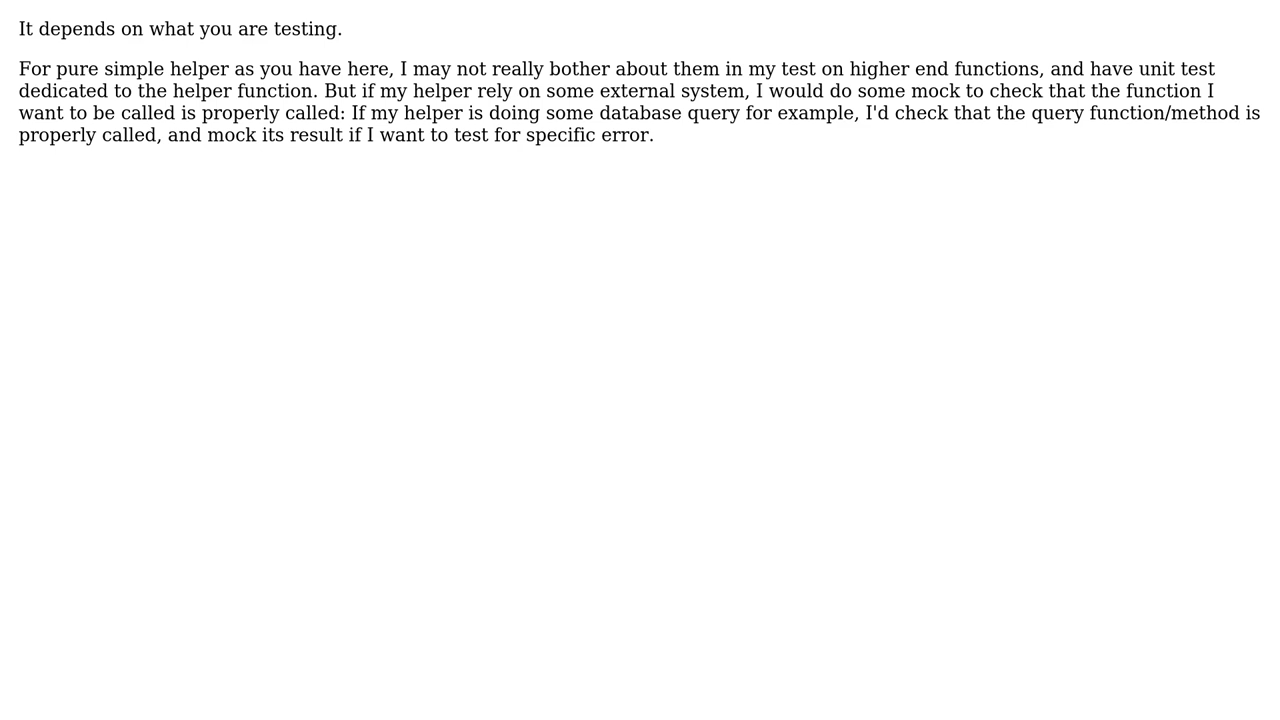 It depends on what you are testing.
For pure simple helper as you have here, I may not really bother about them in my test on higher end functions, and have unit test
dedicated to the helper function. But if my helper rely on some external system, I would do some mock to check that the function I
want to be called is properly called: If my helper is doing some database query for example, I'd check that the query function/method is
properly called, and mock its result if I want to test for specific error.